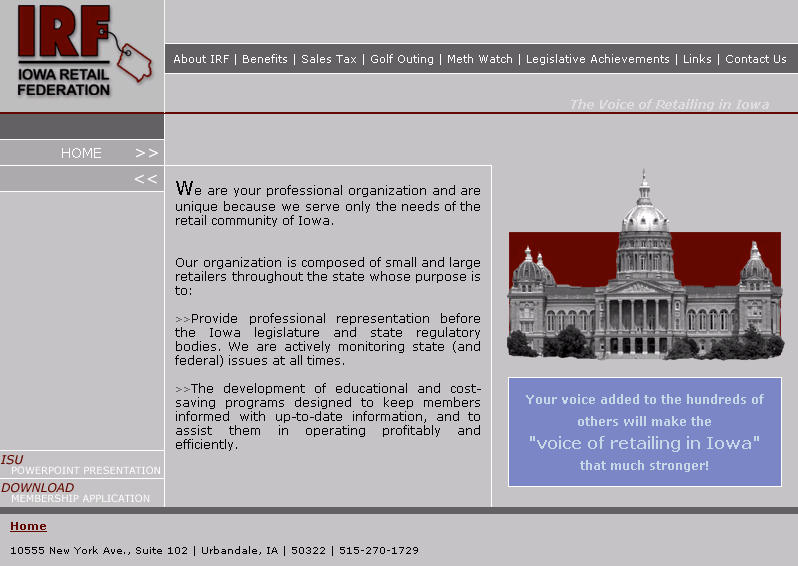 IRF
IOWA RETAIL
FEDERATION
About IRF | Benefits | Sales Tax | Golf Outing | Meth Watch | Legislative Achievements | Links | Contact Us
The Voice of Retailing in Iowa
HOME >>
<<
We are your professional organization and are
unique because we serve only the needs of the
retail community of Iowa.
Our organization is composed of small and large
retailers throughout the state whose purpose is
to:
>>Provide professional representation before
the Iowa legislature and state regulatory
bodies. We are actively monitoring state (and
federal) issues at all times.
>>The development of educational and cost-
saving programs designed to keep members
informed with up-to-date information, and to
assist them in operating profitably and
efficiently.
Your voice added to the hundreds of
others will make the
"voice of retailing in Iowa"
that much stronger!
ISU
POWERPOINT PRESENTATION
DOWNLOAD
MEMBERSHIP APPLICATION
Home
10555 New York Ave., Suite 102 | Urbandale, IA | 50322 | 515-270-1729